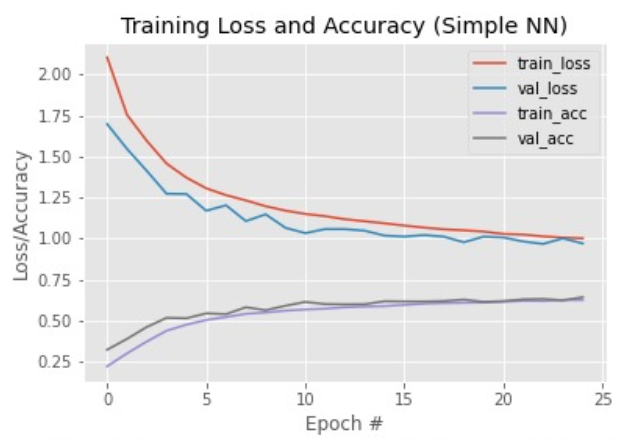 Training Loss and Accuracy (Simple NN)
train_loss
val_loss
train_acc
val_acc
2.00
1.75
1.50
1.25
1.00
0.75
0.50
0.25
Loss/Accuracy
0 5 10 15 20 25
Epoch #